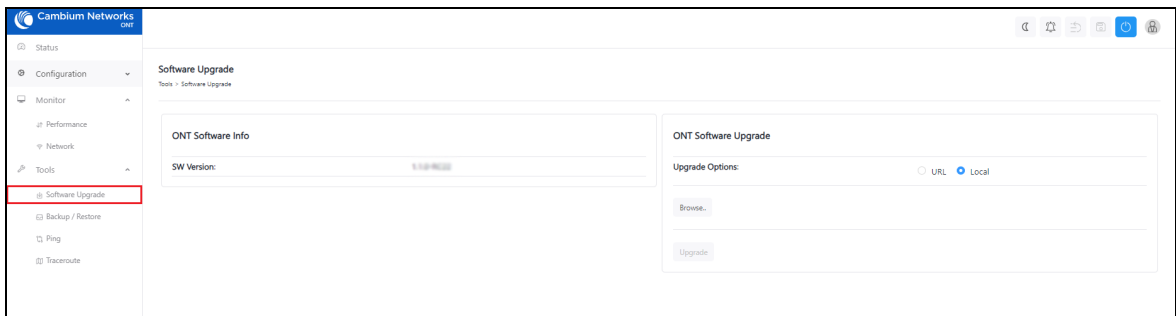 Cambium Networks
ONT
Status
Configuration
Monitor
Performance
Network
Tools
Software Upgrade
Backup / Restore
Ping
Traceroute
Software Upgrade
Tools > Software Upgrade
ONT Software Info
SW Version:
ONT Software Upgrade
Upgrade Options:
URL
Local
Browse..
Upgrade